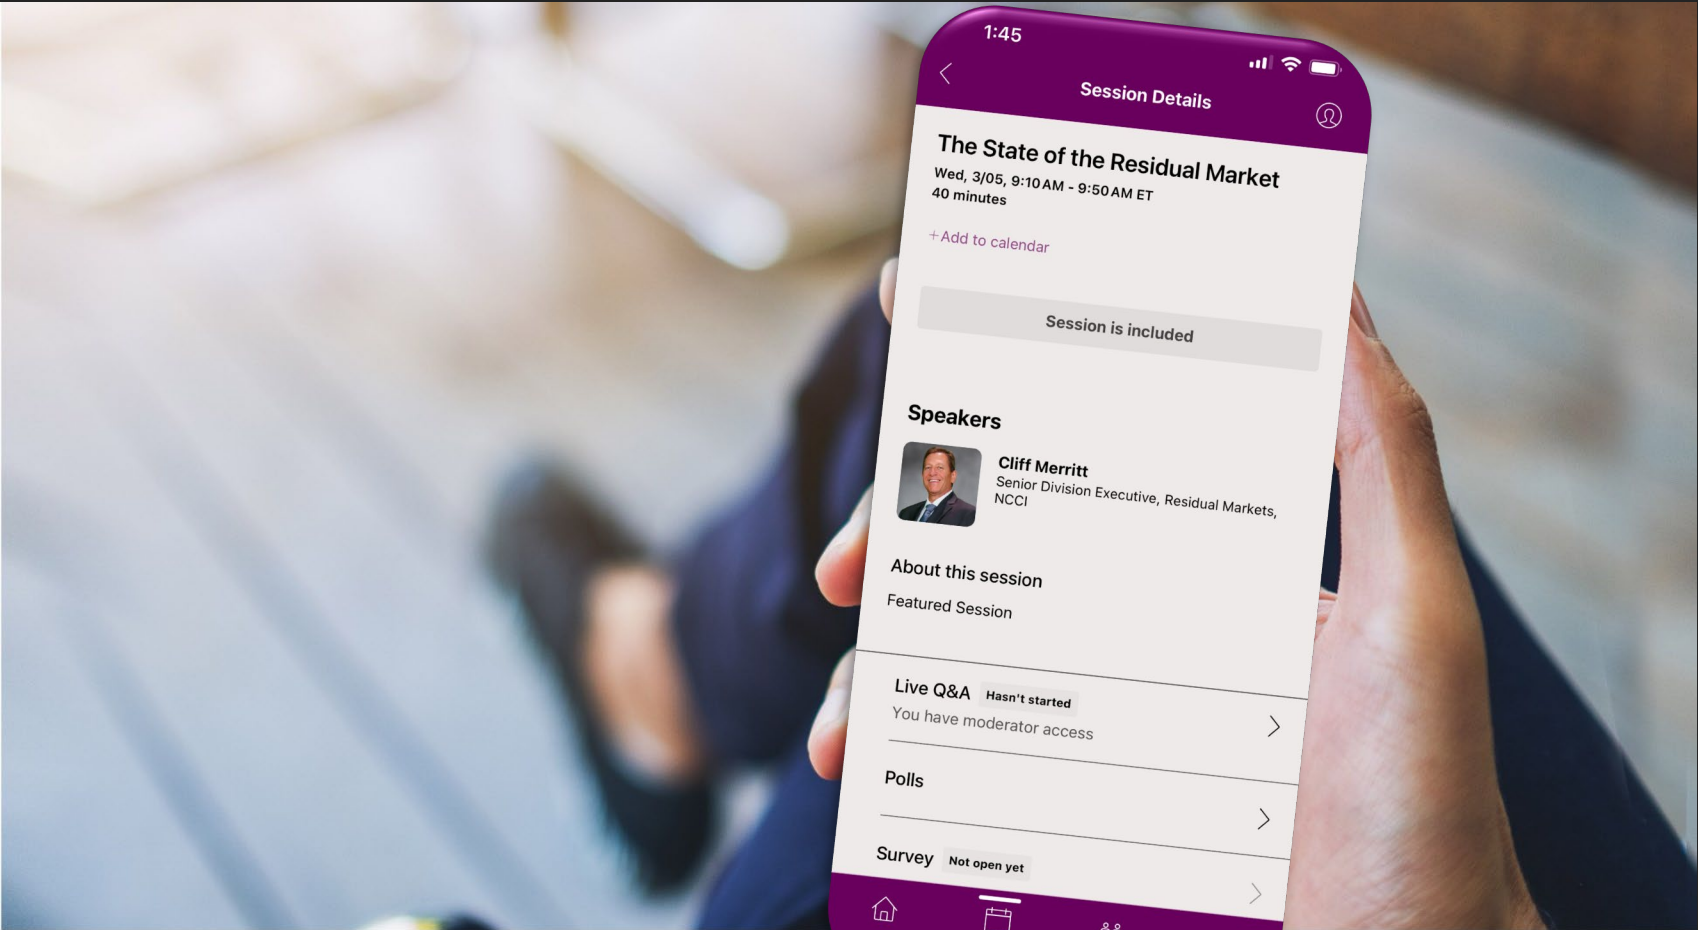 1:45
Session Details
The State of the Residual Market
Wed, 3/05, 9:10 AM - 9:50 AM ET
40 minutes
+Add to calendar
Session is included
Speakers
Cliff Merritt
Senior Division Executive, Residual Markets,
NCCI
About this session
Featured Session
Live Q&A Hasn't started
You have moderator access
Polls
Survey Not open yet